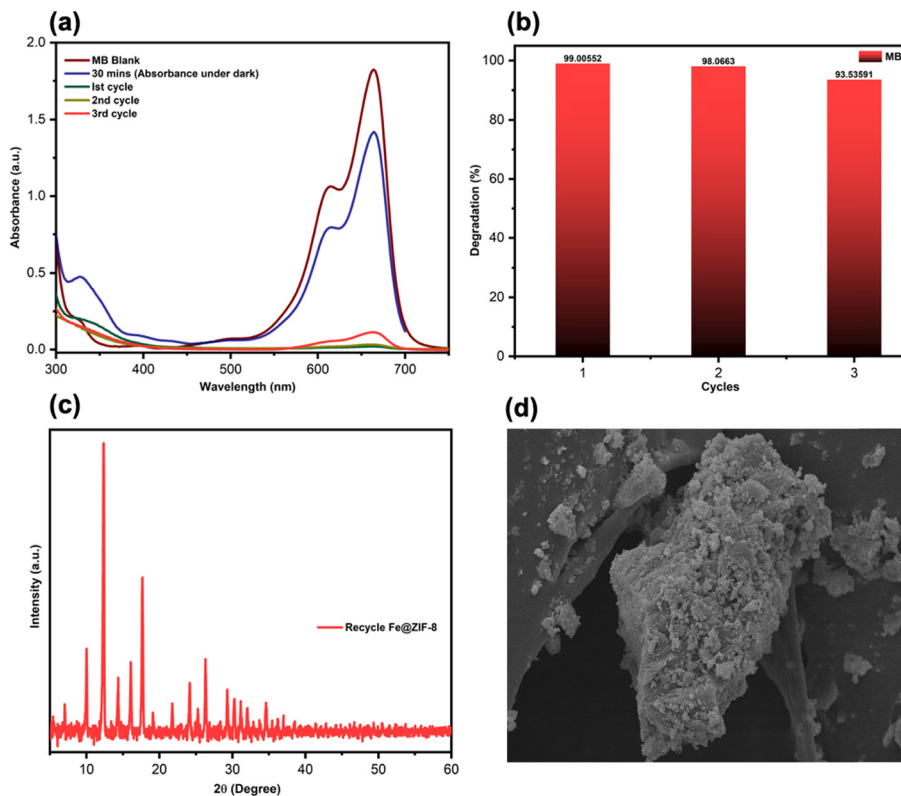 (a)
2.0
1.5
1.0
0.5
0.0
Absorbance (a.u.)
MB Blank
30 mins (Absorbance under dark)
Ist cycle
2nd cycle
3rd cycle
300 400 500 600 700
Wavelength (nm)
(b)
100
80
60
40
20
0
Degradation (%)
99.00552
98.0663
93.53591
MB
1 2 3
Cycles
(c)
Intensity (a.u.)
Recycle Fe@ZIF-8
10 20 30 40 50 60
2θ (Degree)
(d)